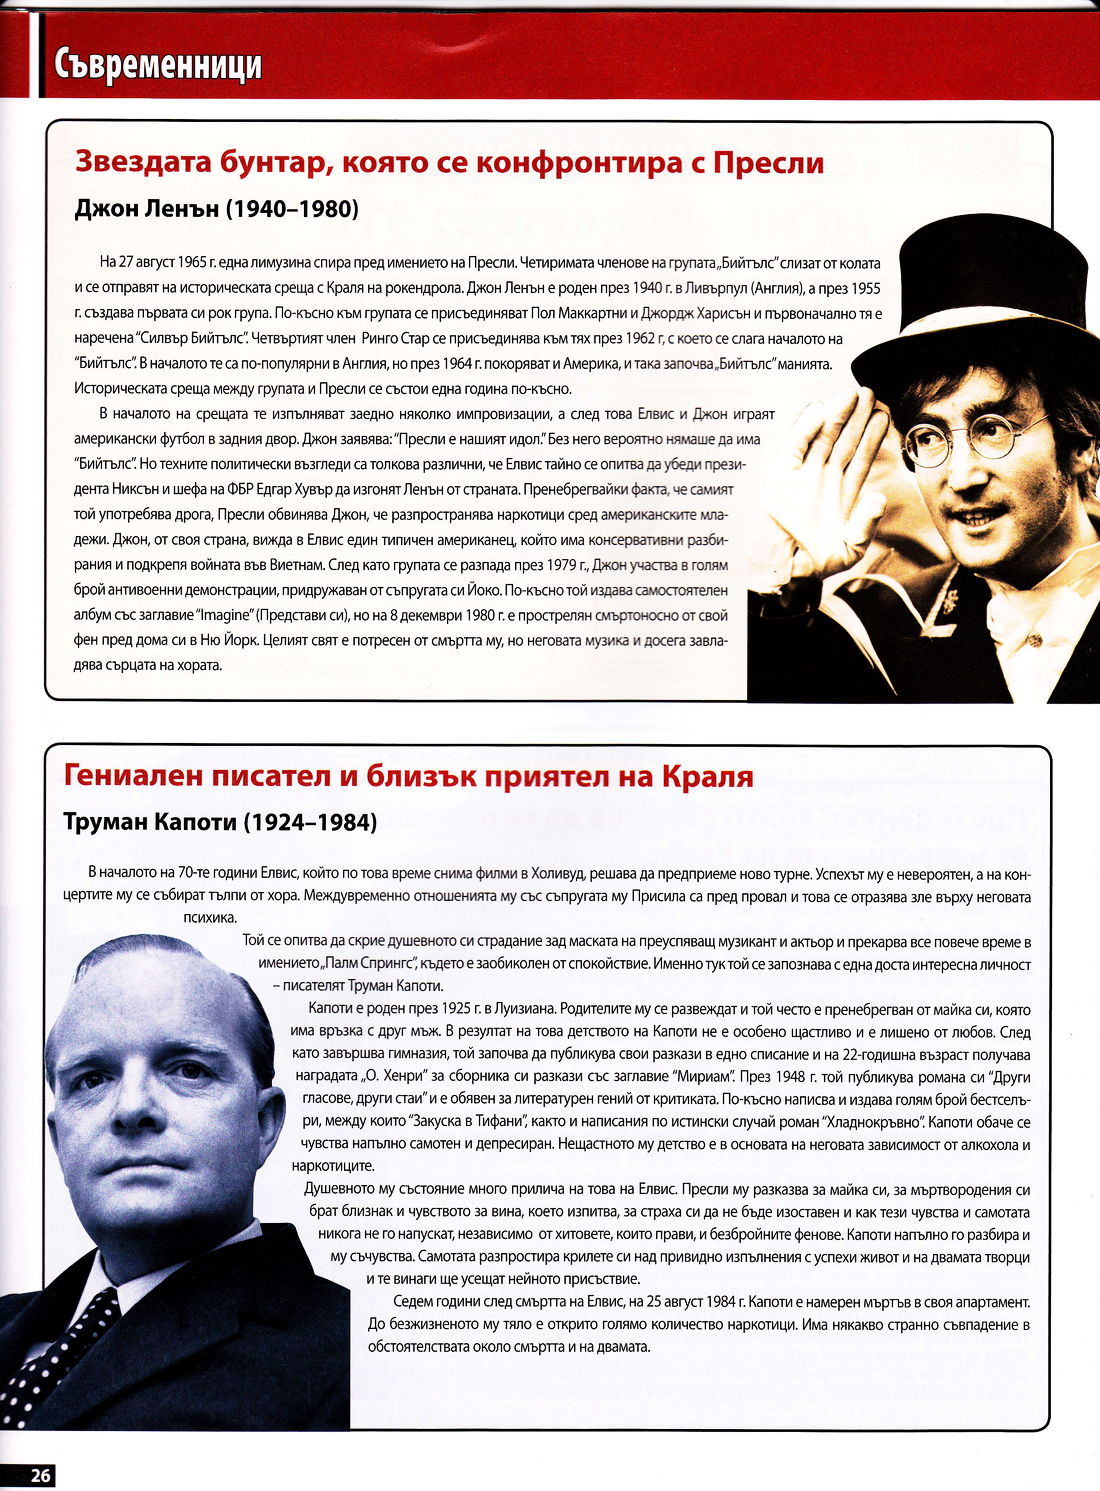 Съвременници
Звездата бунтар, която се конфронтира с Пресли
Джон Ленън (1940–1980)
На 27 август 1965 г. една лимузина спира пред имението на Пресли. Четиримата членове на групата „Бийтълс” слизат от колата
и се отправят на историческата среща с Краля на рокендрола. Джон Ленън е роден през 1940 г. в Ливърпул (Англия), а през 1955
г. създава първата си рок група. По-късно към групата се присъединяват Пол Маккартни и Джордж Харисън и първоначално тя е
наречена “Силвър Бийтълс”. Четвъртият член Ринго Стар се присъединява към тях през 1962 г, с което се слага началото на
“Бийтълс”. В началото те са по-популярни в Англия, но през 1964 г. покоряват и Америка, и така започва „Бийтълс” манията.
Историческата среща между групата и Пресли се състои една година по-късно.
В началото на срещата те изпълняват заедно няколко импровизации, а след това Елвис и Джон играят
американски футбол в задния двор. Джон заявява: “Пресли е нашият идол.” Без него вероятно нямаше да има
“Бийтълс”. Но техните политически възгледи са толкова различни, че Елвис тайно се опитва да убеди прези-
дента Никсън и шефа на ФБР Едгар Хувър да изгонят Ленън от страната. Пренебрегвайки факта, че самият
той употребява дрога, Пресли обвинява Джон, че разпространява наркотици сред американските мла-
дежи. Джон, от своя страна, вижда в Елвис един типичен американец, който има консервативни разби-
рания и подкрепя войната във Виетнам. След като групата се разпада през 1979 г., Джон участва в голям
брой антивоенни демонстрации, придружаван от съпругата си Йоко. По-късно той издава самостоятелен
албум със заглавие “Imagine” (Представи си), но на 8 декември 1980 г. е прострелян смъртоносно от свой
фен пред дома си в Ню Йорк. Целият свят е потресен от смъртта му, но неговата музика и досега завла-
дява сърцата на хората.
Гениален писател и близък приятел на Краля
Труман Капоти (1924–1984)
В началото на 70-те години Елвис, който по това време снима филми в Холивуд, решава да предприеме ново турне. Успехът му е невероятен, а на кон-
цертите му се събират тълпи от хора. Междувременно отношенията му със съпругата му Присила са пред провал и това се отразява зле върху неговата
психика.
Той се опитва да скрие душевното си страдание зад маската на преуспяващ музикант и актьор и прекарва все повече време в
имението „Палм Спрингс”, където е заобиколен от спокойствие. Именно тук той се запознава с една доста интересна личност
– писателят Труман Капоти.
Капоти е роден през 1925 г. в Луизиана. Родителите му се развеждат и той често е пренебрегван от майка си, която
има връзка с друг мъж. В резултат на това детството на Капоти не е особено щастливо и е лишено от любов. След
като завършва гимназия, той започва да публикува свои разкази в едно списание и на 22-годишна възраст получава
наградата „О. Хенри” за сборника си разкази със заглавие “Мириам”. През 1948 г. той публикува романа си “Други
гласове, други стаи” и е обявен за литературен гений от критиката. По-късно написва и издава голям брой бестселъ-
ри, между които “Закуска в Тифани”, както и написания по истински случай роман “Хладнокръвно”. Капоти обаче се
чувства напълно самотен и депресиран. Нещастното му детство е в основата на неговата зависимост от алкохола и
наркотиците.
Душевното му състояние много прилича на това на Елвис. Пресли му разказва за майка си, за мъртвородения си
брат близнак и чувството за вина, което изпитва, за страха си да не бъде изоставен и как тези чувства и самотата
никога не го напускат, независимо от хитовете, които прави, и безбройните фенове. Капоти напълно го разбира и
му съчувства. Самотата разпростира крилете си над привидно изпълнения с успехи живот и на двамата творци
и те винаги ще усещат нейното присъствие.
Седем години след смъртта на Елвис, на 25 август 1984 г. Капоти е намерен мъртъв в своя апартамент.
До безжизненото му тяло е открито голямо количество наркотици. Има някакво странно съвпадение в
обстоятелствата около смъртта и на двамата.
26